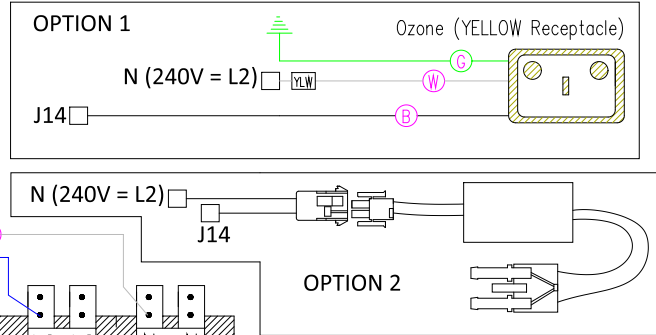 OPTION 1
Ozone (YELLOW Receptacle)
G
N (240V = L2)
YLW
W
J14
B
N (240V = L2)
J14
OPTION 2